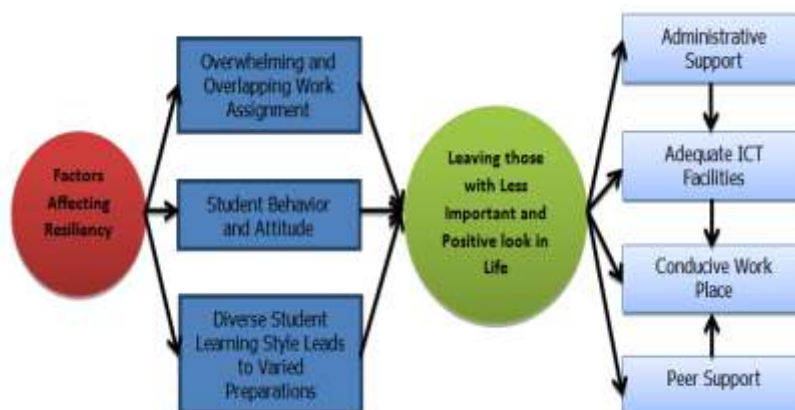 Factors
Affecting
Resiliency
Overwhelming and
Overlapping Work
Assignment
Student Behavior
and Attitude
Diverse Student
Learning Style Leads
to Varied
Preparations
Leaving those
with Less
Important and
Positive look in
Life
Administrative
Support
Adequate ICT
Facilities
Conducive Work
Place
Peer Support